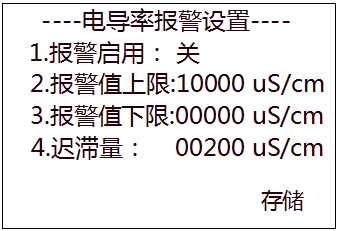 ----电导率报警设置----
1.报警启用： 关
2.报警值上限:10000 uS/cm
3.报警值下限:00000 uS/cm
4.迟滞量： 00200 uS/cm
存储